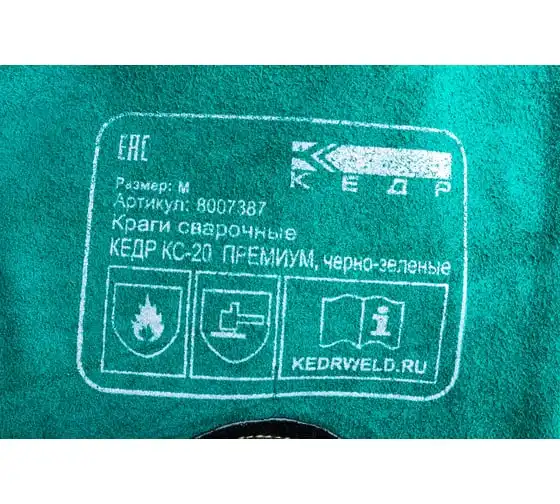 EAC
КЕДР
Размер: M
Артикул: 8007387
Краги сварочные
КЕДР КС-20 ПРЕМИУМ, черно-зеленые
KEDRWELD.RU